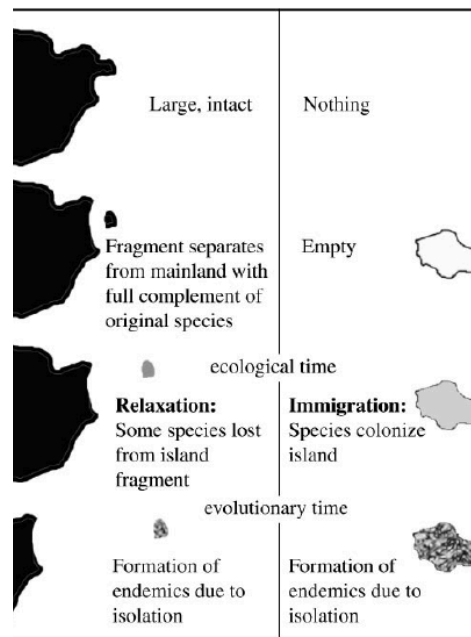 Large, intact
Nothing
Fragment separates
from mainland with
full complement of
original species
Empty
ecological time
Relaxation:
Some species lost
from island
fragment
Immigration:
Species colonize
island
evolutionary time
Formation of
endemics due to
isolation
Formation of
endemics due to
isolation